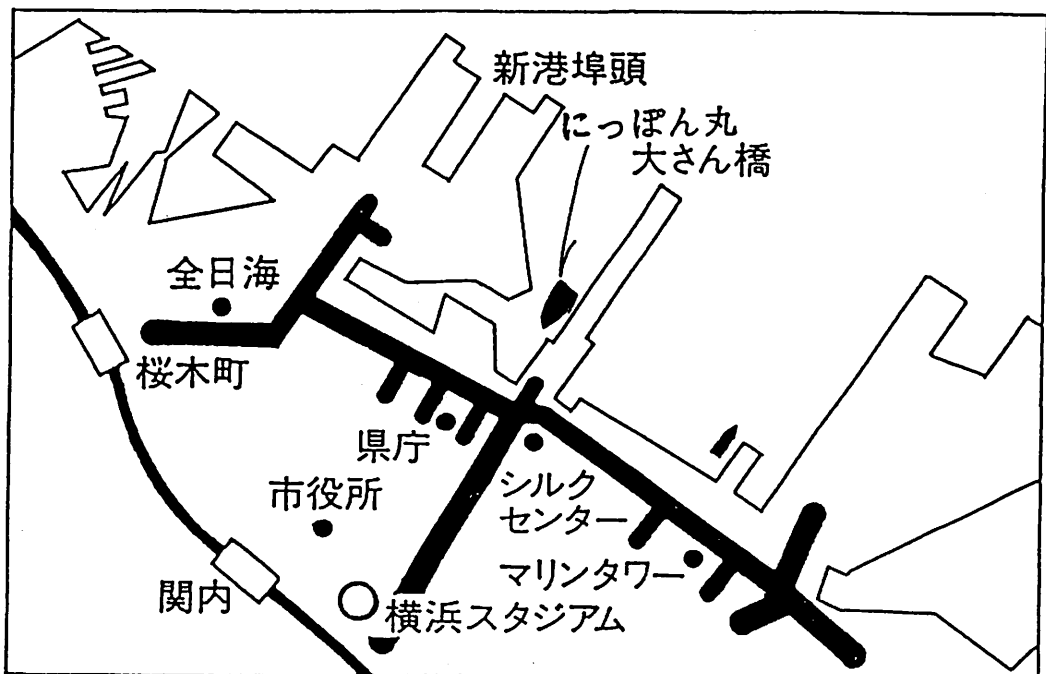 新港埠頭
にっぽん丸
大さん橋
全日海
桜木町
県庁
市役所
シルク
センター
マリンタワー
関内
横浜スタジアム